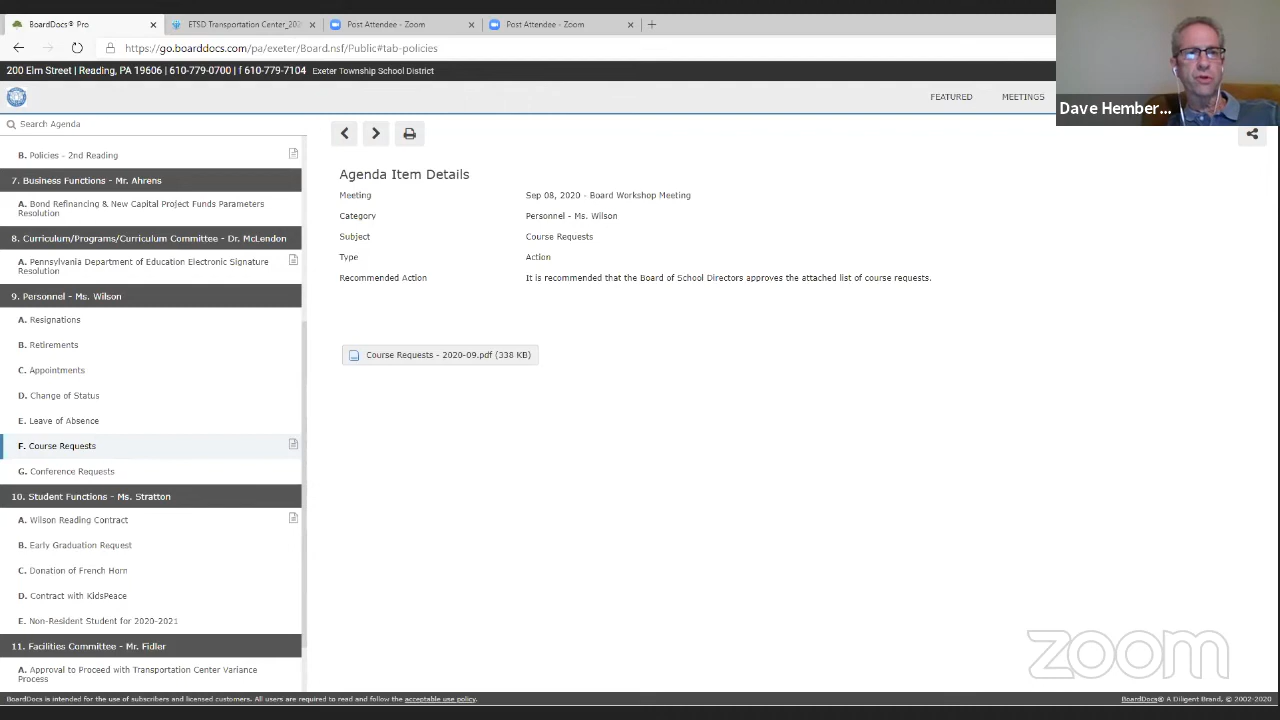 BoardDocs® Pro
ETSD Transportation Center_202
Post Attendee - Zoom
Post Attendee - Zoom
https://go.boarddocs.com/pa/exeter/Board.nsf/Public#tab-policies
200 Elm Street | Reading, PA 19606 | 610-779-0700 | f 610-779-7104 Exeter Township School District
FEATURED
MEETINGS
Dave Hember...
Search Agenda
B. Policies - 2nd Reading
7. Business Functions - Mr. Ahrens
A. Bond Refinancing & New Capital Project Funds Parameters
Resolution
8. Curriculum/Programs/Curriculum Committee - Dr. McLendon
A. Pennsylvania Department of Education Electronic Signature
Resolution
9. Personnel - Ms. Wilson
A. Resignations
B. Retirements
C. Appointments
D. Change of Status
E. Leave of Absence
F. Course Requests
G. Conference Requests
10. Student Functions - Ms. Stratton
A. Wilson Reading Contract
B. Early Graduation Request
C. Donation of French Horn
D. Contract with KidsPeace
E. Non-Resident Student for 2020-2021
11. Facilities Committee - Mr. Fidler
A. Approval to Proceed with Transportation Center Variance
Process
Agenda Item Details
Meeting Sep 08, 2020 - Board Workshop Meeting
Category Personnel - Ms. Wilson
Subject Course Requests
Type Action
Recommended Action It is recommended that the Board of School Directors approves the attached list of course requests.
Course Requests - 2020-09.pdf (338 KB)
zoom
BoardDocs is intended for the use of subscribers and licensed customers. All users are required to read and follow the acceptable use policy.
BoardDocs® A Diligent Brand, © 2002-2020